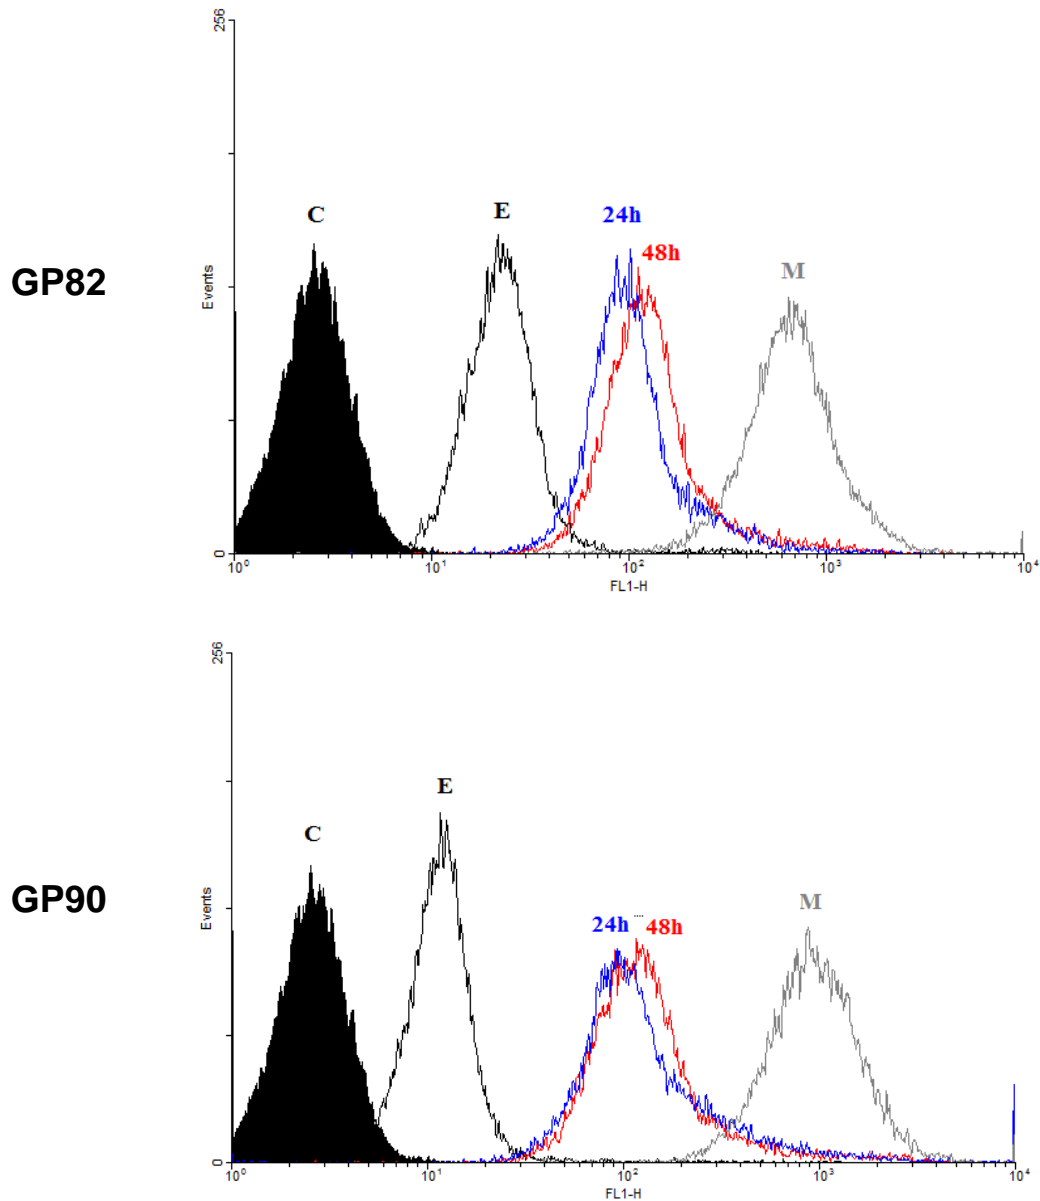 256
C
E
24h
48h
M
GP82
Events
0
10⁰ 10¹ 10² 10³ 10⁴
FL1-H
256
E
C
24h 48h
M
GP90
Events
0
10⁰ 10¹ 10² 10³ 10⁴
FL1-H